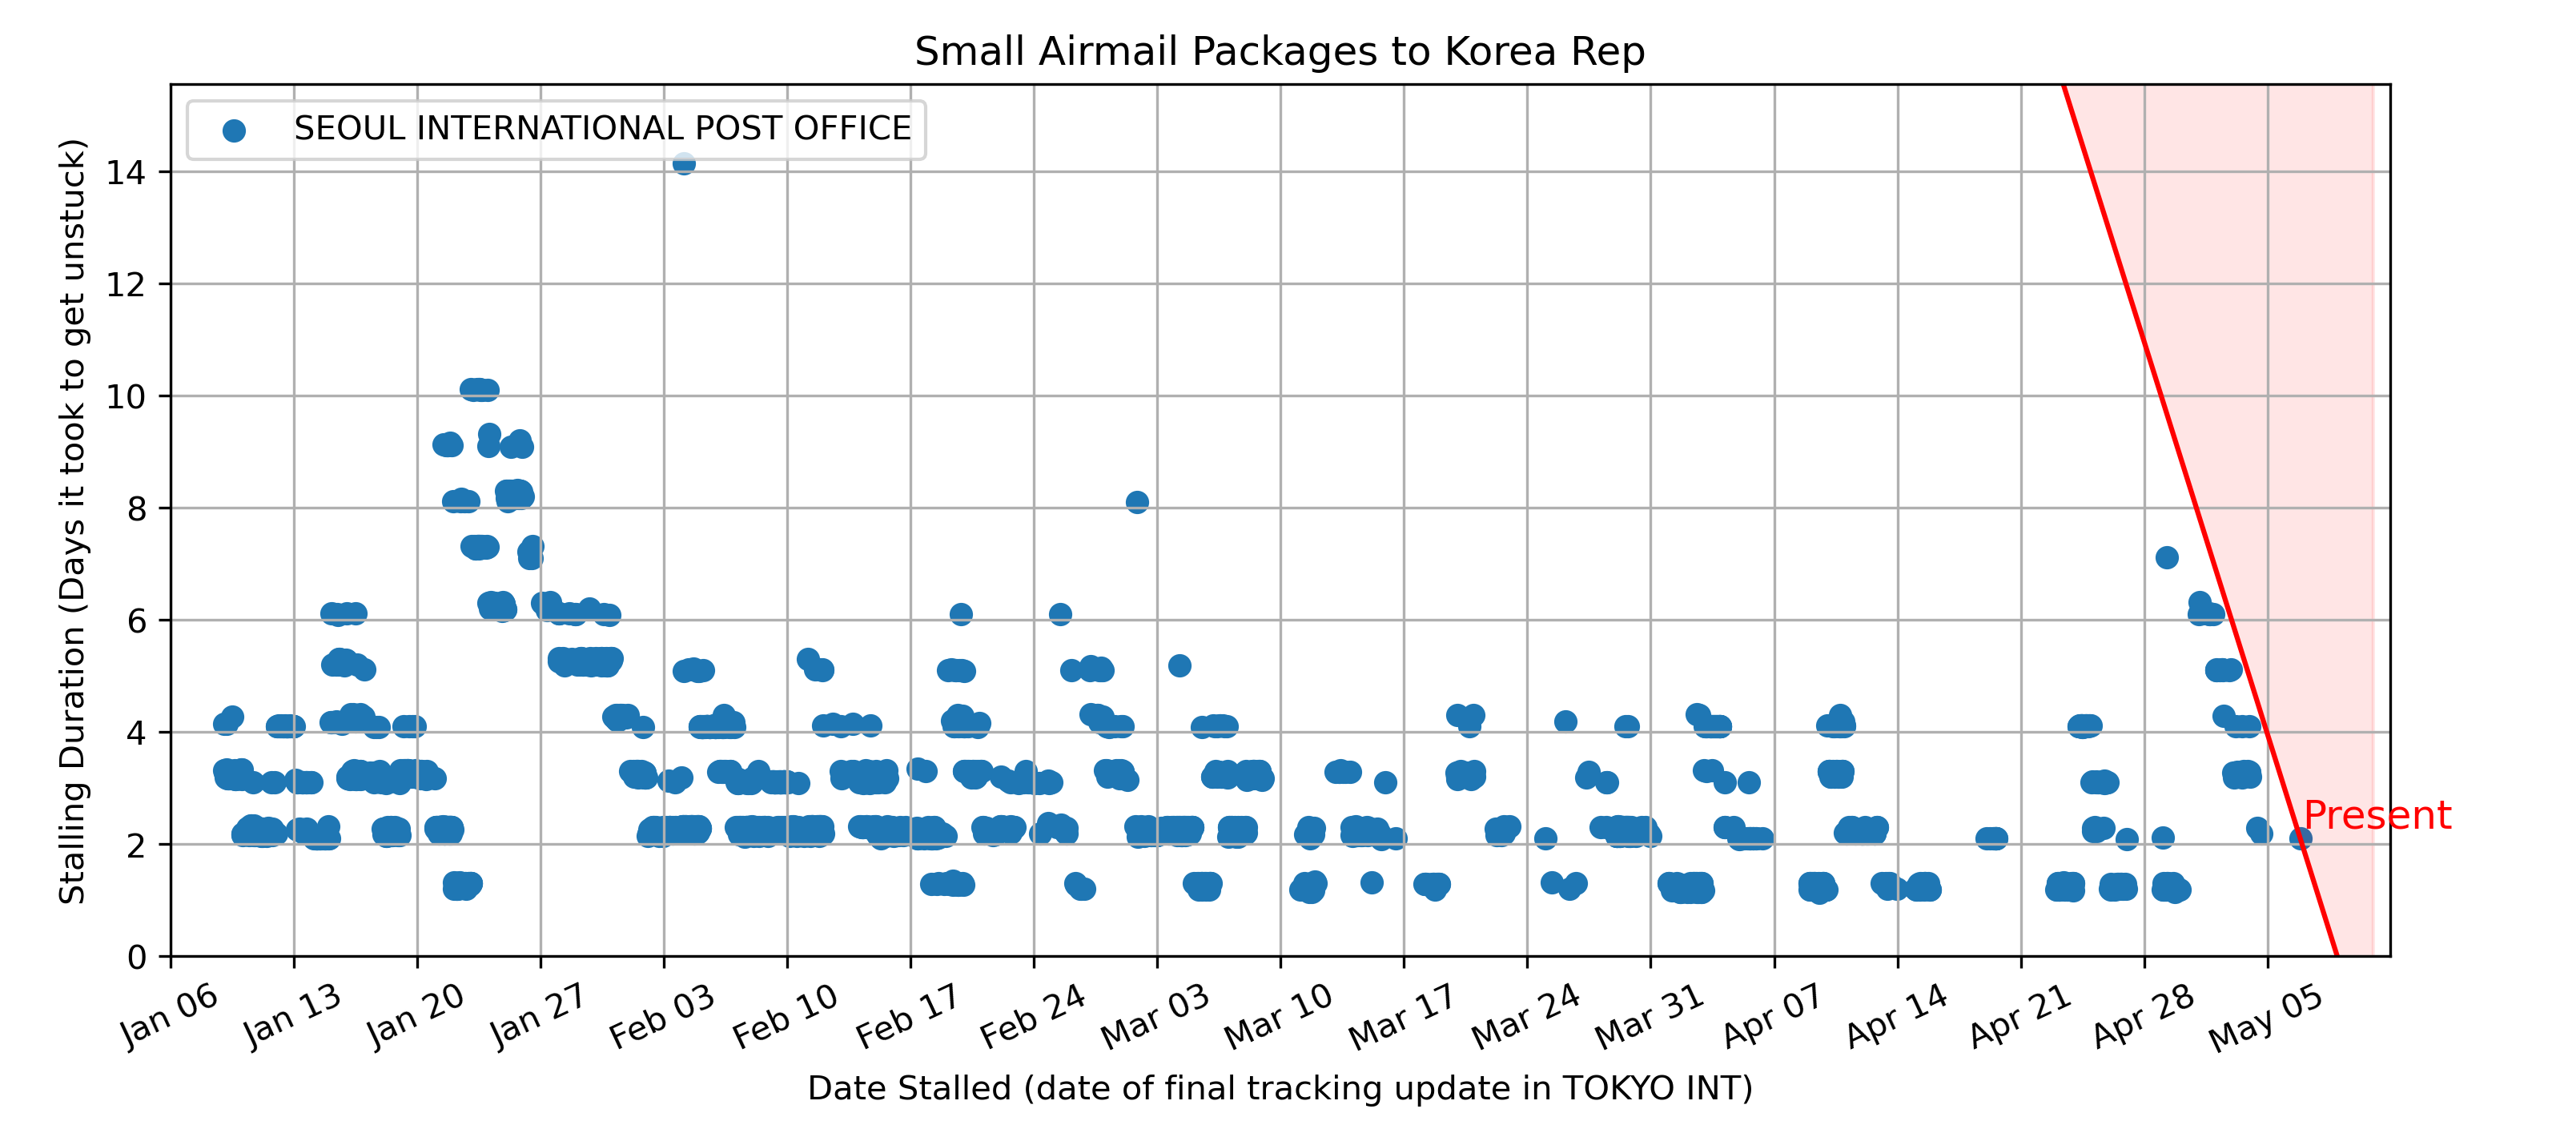 Small Airmail Packages to Korea Rep
SEOUL INTERNATIONAL POST OFFICE
Stalling Duration (Days it took to get unstuck)
14
12
10
8
6
4
2
0
Present
Jan 06
Jan 13
Jan 20
Jan 27
Feb 03
Feb 10
Feb 17
Feb 24
Mar 03
Mar 10
Mar 17
Mar 24
Mar 31
Apr 07
Apr 14
Apr 21
Apr 28
May 05
Date Stalled (date of final tracking update in TOKYO INT)